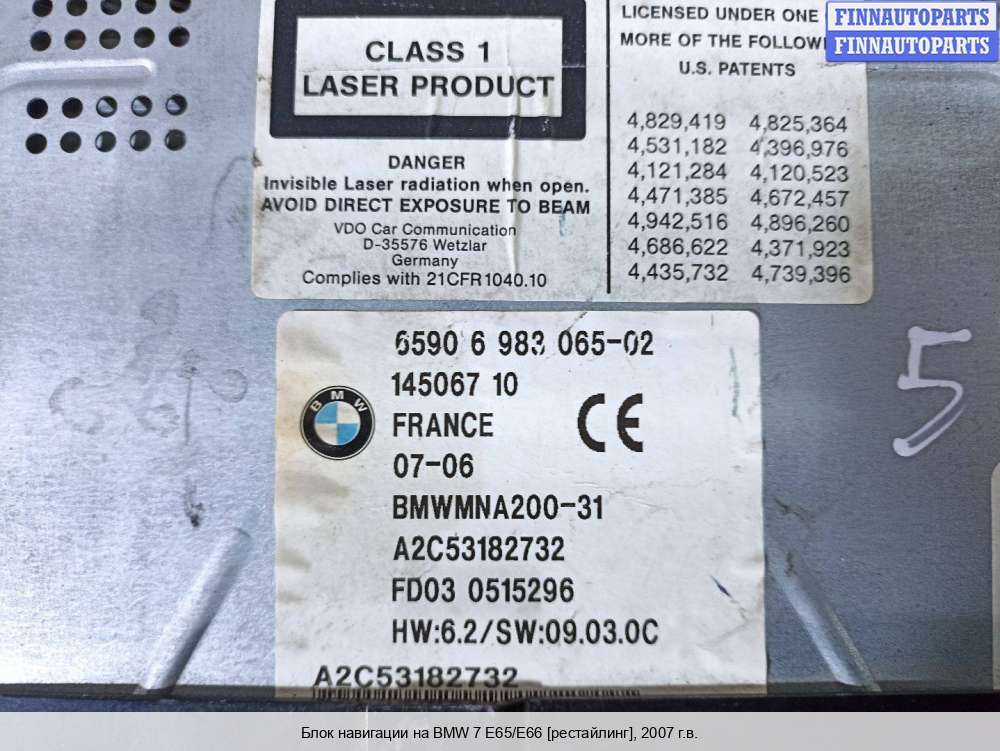 CLASS 1
LASER PRODUCT
DANGER
Invisible Laser radiation when open.
AVOID DIRECT EXPOSURE TO BEAM
VDO Car Communication
D-35576 Wetzlar
Germany
Complies with 21CFR1040.10
LICENSED UNDER ONE
MORE OF THE
U.S. PATENTS
4,829,419 4,825,364
4,531,182 4,396,976
4,121,284 4,120,523
4,471,385 4,672,457
4,942,516 4,896,260
4,686,622 4,371,923
4,435,732 4,739,396
FINNAUTOPARTS
FINNAUTOPARTS
6590 6 983 065-02
145067 10
BMW
FRANCE
CE
07-06
BMWMNA200-31
A2C53182732
FD03 0515296
HW:6.2/SW:09.03.0C
A2C53182732
5
Блок навигации на BMW 7 E65/E66 [рестайлинг], 2007 г.в.